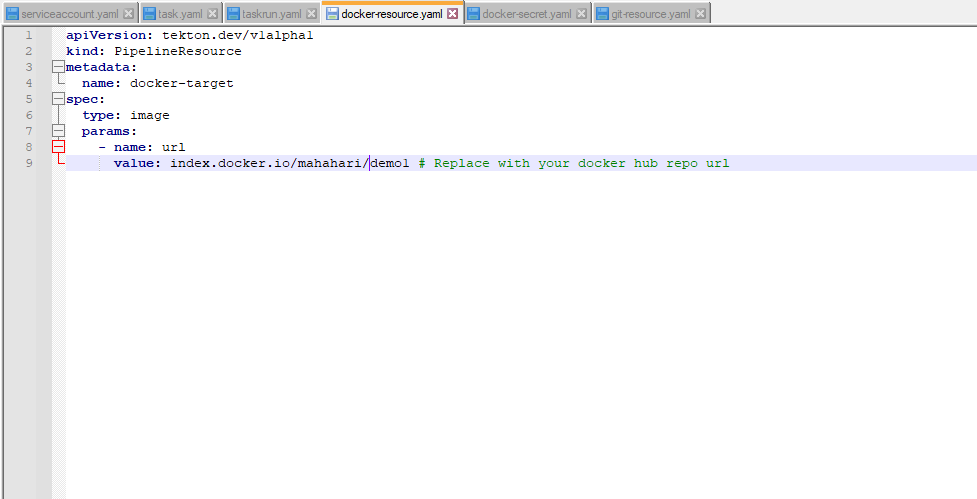 serviceaccount.yaml task.yaml taskrun.yaml docker-resource.yaml docker-secret.yaml git-resource.yaml
1 apiVersion: tekton.dev/v1alpha1
2 kind: PipelineResource
3 metadata:
4 name: docker-target
5 spec:
6 type: image
7 params:
8 - name: url
9 value: index.docker.io/mahahari/demo1 # Replace with your docker hub repo url